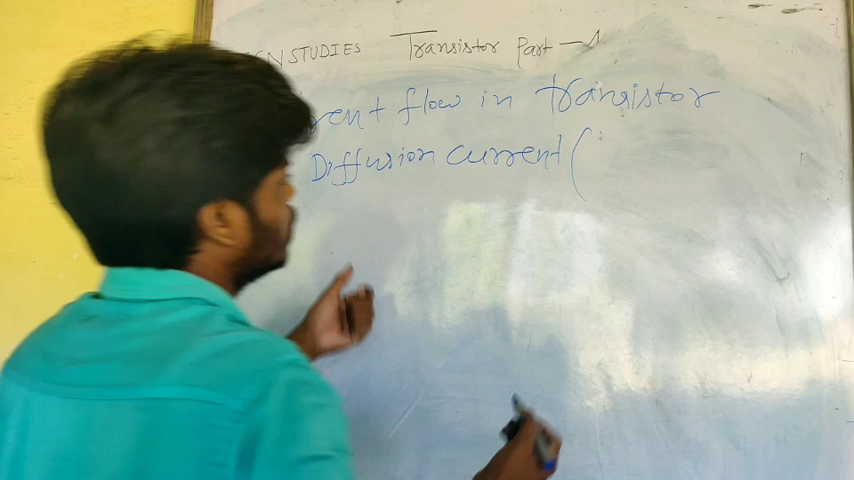 STUDIES Transistor Part - 1
rent flow in transistor
Diffusion current (